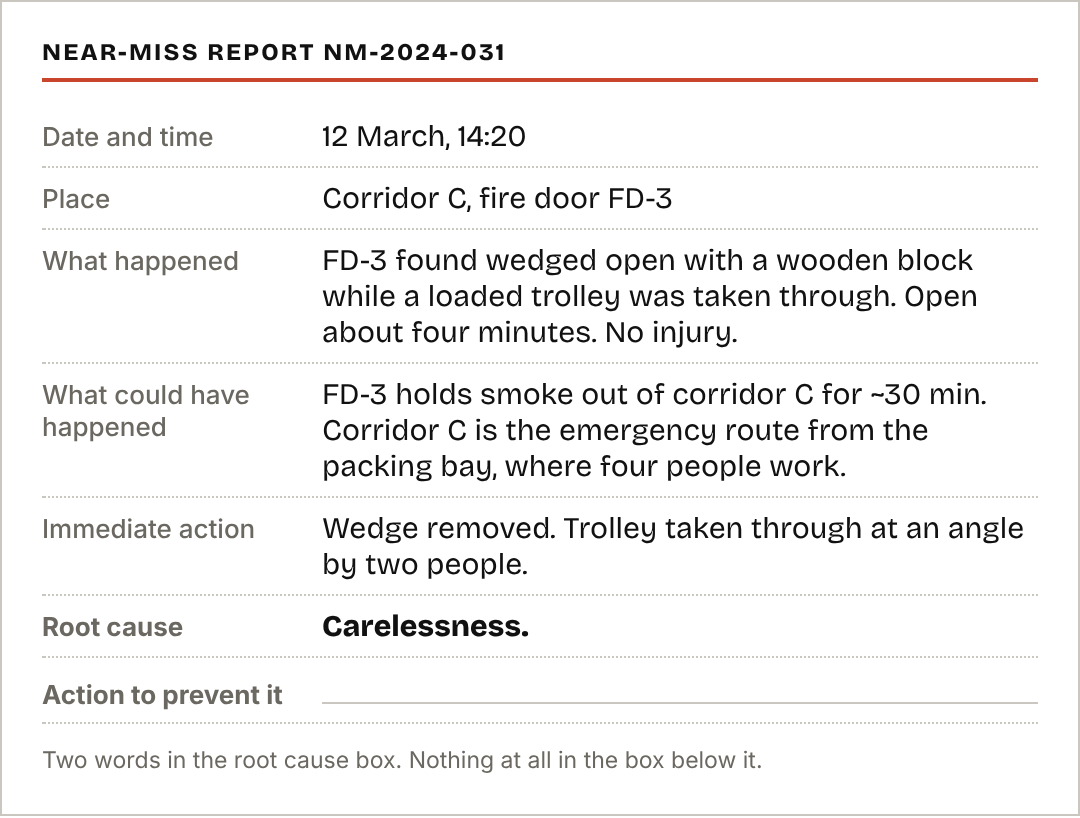 NEAR-MISS REPORT NM-2024-031
Date and time
12 March, 14:20
Place
Corridor C, fire door FD-3
What happened
FD-3 found wedged open with a wooden block
while a loaded trolley was taken through. Open
about four minutes. No injury.
What could have
happened
FD-3 holds smoke out of corridor C for ~30 min.
Corridor C is the emergency route from the
packing bay, where four people work.
Immediate action
Wedge removed. Trolley taken through at an angle
by two people.
Root cause
Carelessness.
Action to prevent it
Two words in the root cause box. Nothing at all in the box below it.